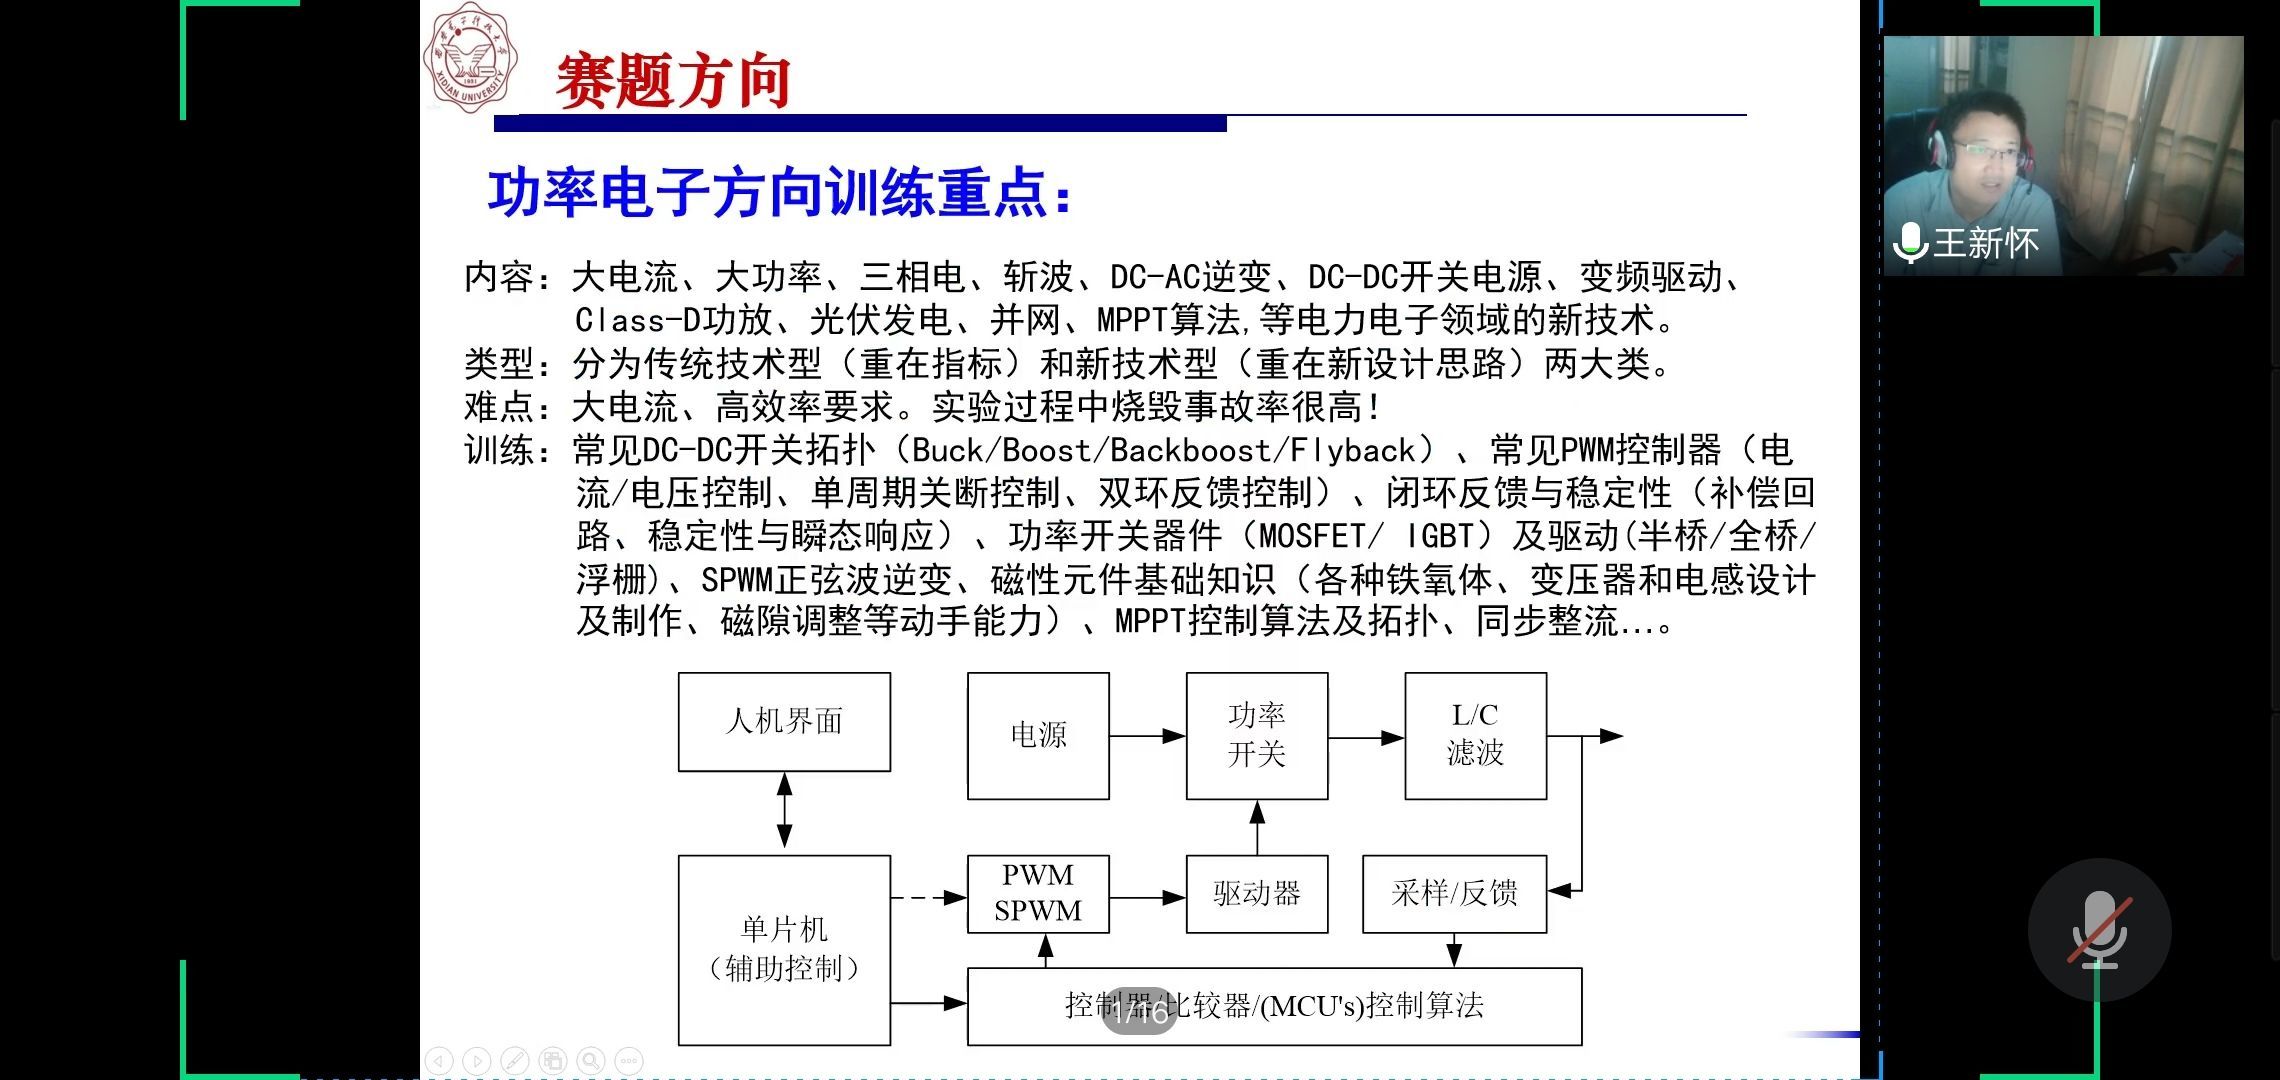 XIDIAN UNIVERSITY
1931
赛题方向
功率电子方向训练重点：
内容：大电流、大功率、三相电、斩波、DC-AC逆变、DC-DC开关电源、变频驱动、
Class-D功放、光伏发电、并网、MPPT算法,等电力电子领域的新技术。
类型：分为传统技术型（重在指标）和新技术型（重在新设计思路）两大类。
难点：大电流、高效率要求。实验过程中烧毁事故率很高！
训练：常见DC-DC开关拓扑（Buck/Boost/Backboost/Flyback）、常见PWM控制器（电
流/电压控制、单周期关断控制、双环反馈控制）、闭环反馈与稳定性（补偿回
路、稳定性与瞬态响应）、功率开关器件（MOSFET/ IGBT）及驱动(半桥/全桥/
浮栅)、SPWM正弦波逆变、磁性元件基础知识（各种铁氧体、变压器和电感设计
及制作、磁隙调整等动手能力）、MPPT控制算法及拓扑、同步整流...。
人机界面
电源
功率
开关
L/C
滤波
单片机
（辅助控制）
PWM
SPWM
驱动器
采样/反馈
控制器/比较器/(MCU's)控制算法
1/16
王新怀